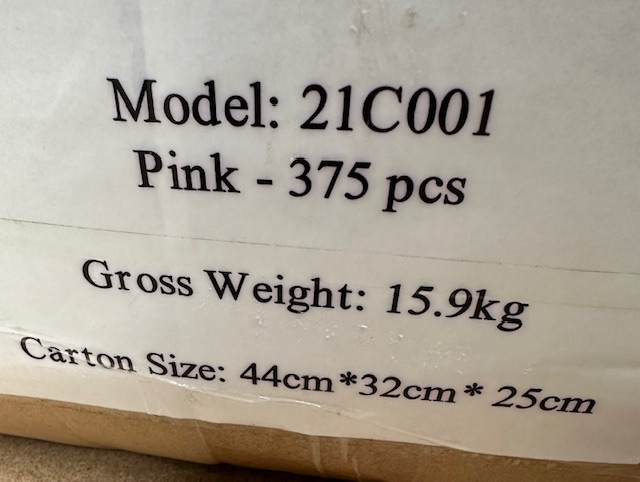 Model: 21C001
Pink - 375 pcs
Gross Weight: 15.9kg
Carton Size: 44cm*32cm* 25cm